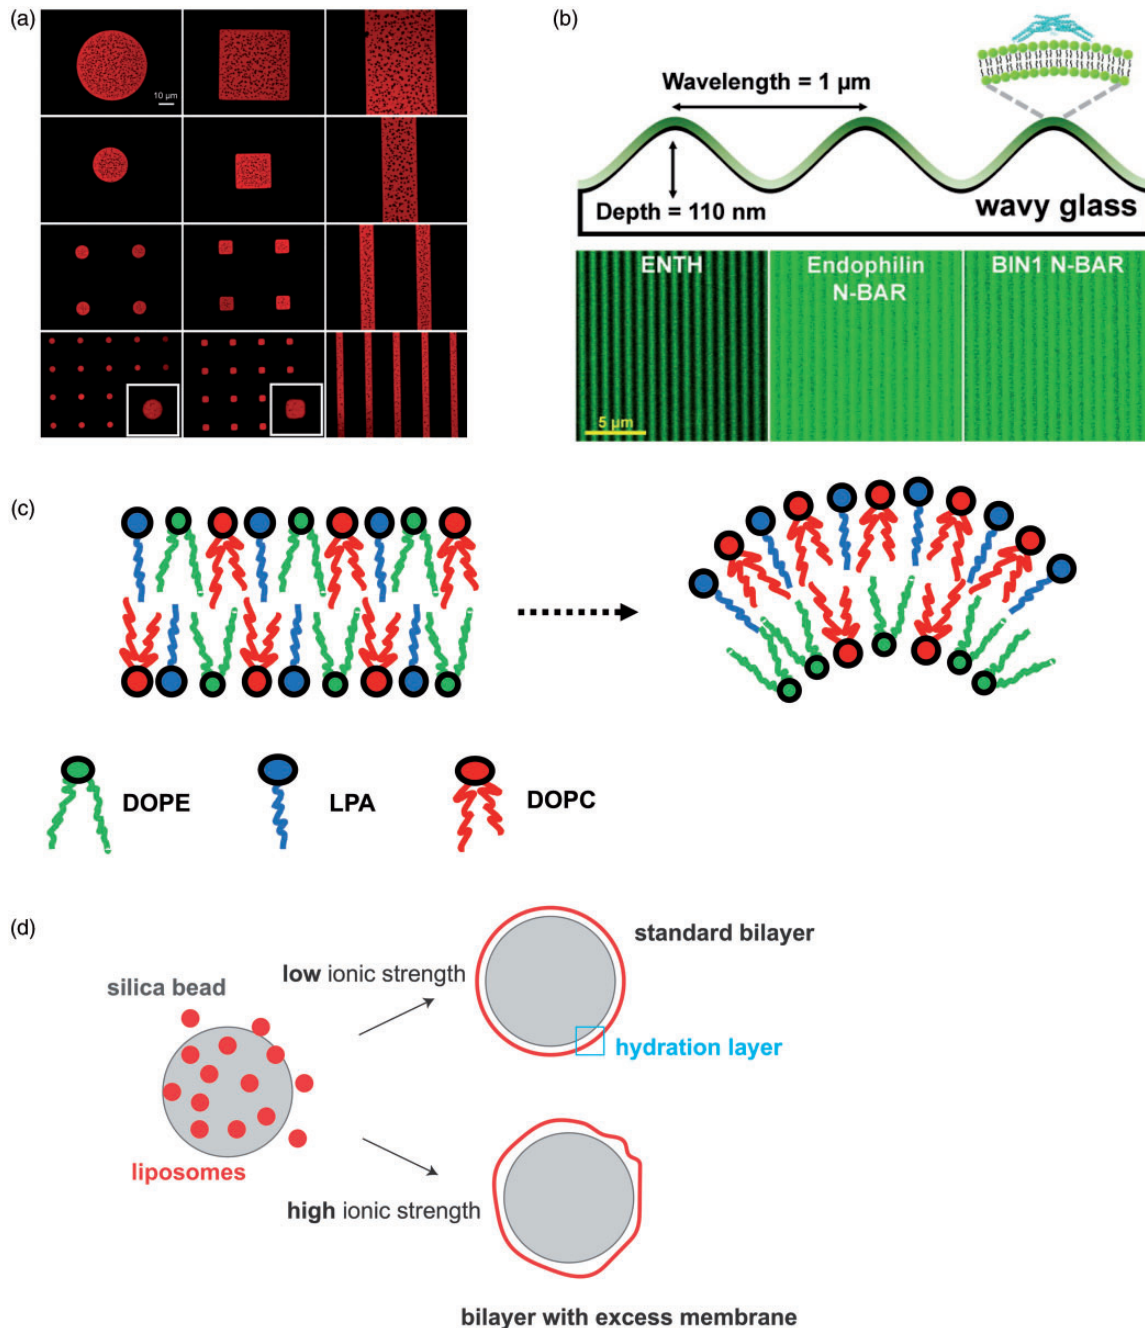 (a)
10 µm
(b)
Wavelength = 1 µm
Depth = 110 nm
wavy glass
ENTH
Endophilin
N-BAR
BIN1 N-BAR
5 µm
(c)
DOPE
LPA
DOPC
(d)
silica bead
liposomes
low ionic strength
standard bilayer
hydration layer
high ionic strength
bilayer with excess membrane